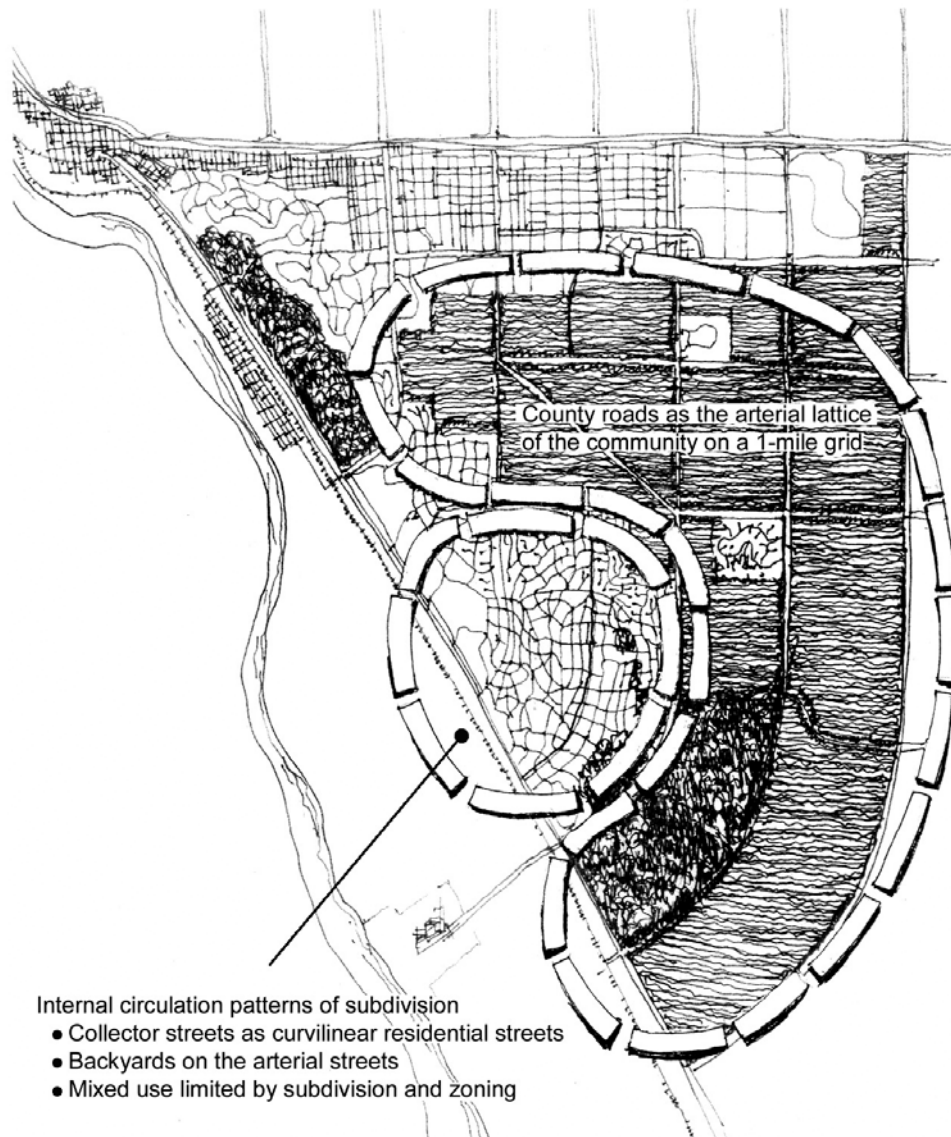 County roads as the arterial lattice
of the community on a 1-mile grid
Internal circulation patterns of subdivision
● Collector streets as curvilinear residential streets
● Backyards on the arterial streets
● Mixed use limited by subdivision and zoning